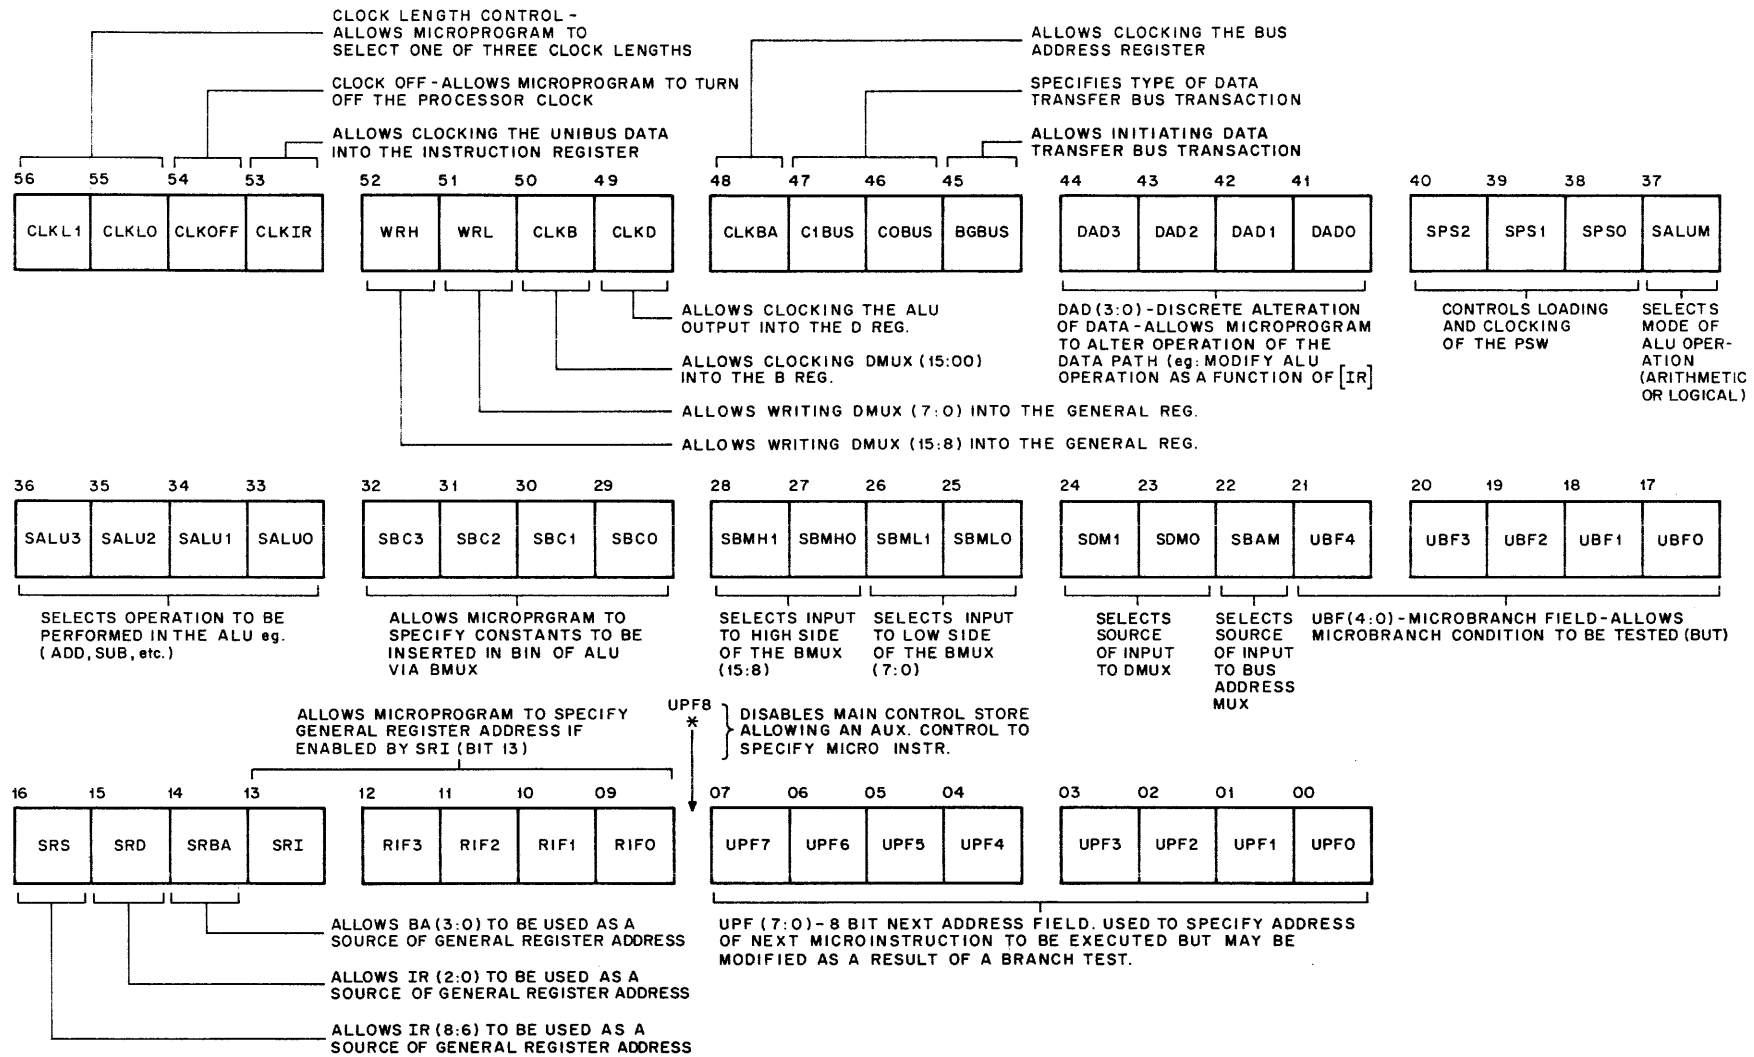 CLOCK LENGTH CONTROL -
ALLOWS MICROPROGRAM TO
SELECT ONE OF THREE CLOCK LENGTHS
CLOCK OFF - ALLOWS MICROPROGRAM TO TURN
OFF THE PROCESSOR CLOCK
ALLOWS CLOCKING THE UNIBUS DATA
INTO THE INSTRUCTION REGISTER
ALLOWS CLOCKING THE BUS
ADDRESS REGISTER
SPECIFIES TYPE OF DATA
TRANSFER BUS TRANSACTION
ALLOWS INITIATING DATA
TRANSFER BUS TRANSACTION
56 55 54 53 52 51 50 49 48 47 46 45 44 43 42 41 40 39 38 37
CLKL1 CLKL0 CLKOFF CLKIR WRH WRL CLKB CLKD CLKBA C1BUS C0BUS BGBUS DAD3 DAD2 DAD1 DAD0 SPS2 SPS1 SPS0 SALUM
ALLOWS CLOCKING THE ALU
OUTPUT INTO THE D REG.
ALLOWS CLOCKING DMUX (15:00)
INTO THE B REG.
ALLOWS WRITING DMUX (7:0) INTO THE GENERAL REG.
ALLOWS WRITING DMUX (15:8) INTO THE GENERAL REG.
DAD (3:0) - DISCRETE ALTERATION
OF DATA - ALLOWS MICROPROGRAM
TO ALTER OPERATION OF THE
DATA PATH (eg: MODIFY ALU
OPERATION AS A FUNCTION OF [IR]
CONTROLS LOADING
AND CLOCKING
OF THE PSW
SELECTS
MODE OF
ALU OPER-
ATION
(ARITHMETIC
OR LOGICAL)
36 35 34 33 32 31 30 29 28 27 26 25 24 23 22 21 20 19 18 17
SALU3 SALU2 SALU1 SALU0 SBC3 SBC2 SBC1 SBC0 SBMH1 SBMH0 SBML1 SBML0 SDM1 SDM0 SBAM UBF4 UBF3 UBF2 UBF1 UBF0
SELECTS OPERATION TO BE
PERFORMED IN THE ALU eg.
(ADD, SUB, etc.)
ALLOWS MICROPRGRAM TO
SPECIFY CONSTANTS TO BE
INSERTED IN BIN OF ALU
VIA BMUX
SELECTS INPUT
TO HIGH SIDE
OF THE BMUX
(15:8)
SELECTS INPUT
TO LOW SIDE
OF THE BMUX
(7:0)
SELECTS
SOURCE
OF INPUT
TO DMUX
SELECTS
SOURCE
OF INPUT
TO BUS
ADDRESS
MUX
UBF(4:0) - MICROBRANCH FIELD - ALLOWS
MICROBRANCH CONDITION TO BE TESTED (BUT)
ALLOWS MICROPROGRAM TO SPECIFY
GENERAL REGISTER ADDRESS IF
ENABLED BY SRI (BIT 13)
UPF8
*
DISABLES MAIN CONTROL STORE
ALLOWING AN AUX. CONTROL TO
SPECIFY MICRO INSTR.
16 15 14 13 12 11 10 09 07 06 05 04 03 02 01 00
SRS SRD SRBA SRI RIF3 RIF2 RIF1 RIF0 UPF7 UPF6 UPF5 UPF4 UPF3 UPF2 UPF1 UPF0
ALLOWS BA (3:0) TO BE USED AS A
SOURCE OF GENERAL REGISTER ADDRESS
ALLOWS IR (2:0) TO BE USED AS A
SOURCE OF GENERAL REGISTER ADDRESS
ALLOWS IR (8:6) TO BE USED AS A
SOURCE OF GENERAL REGISTER ADDRESS
UPF (7:0) - 8 BIT NEXT ADDRESS FIELD. USED TO SPECIFY ADDRESS
OF NEXT MICROINSTRUCTION TO BE EXECUTED BUT MAY BE
MODIFIED AS A RESULT OF A BRANCH TEST.